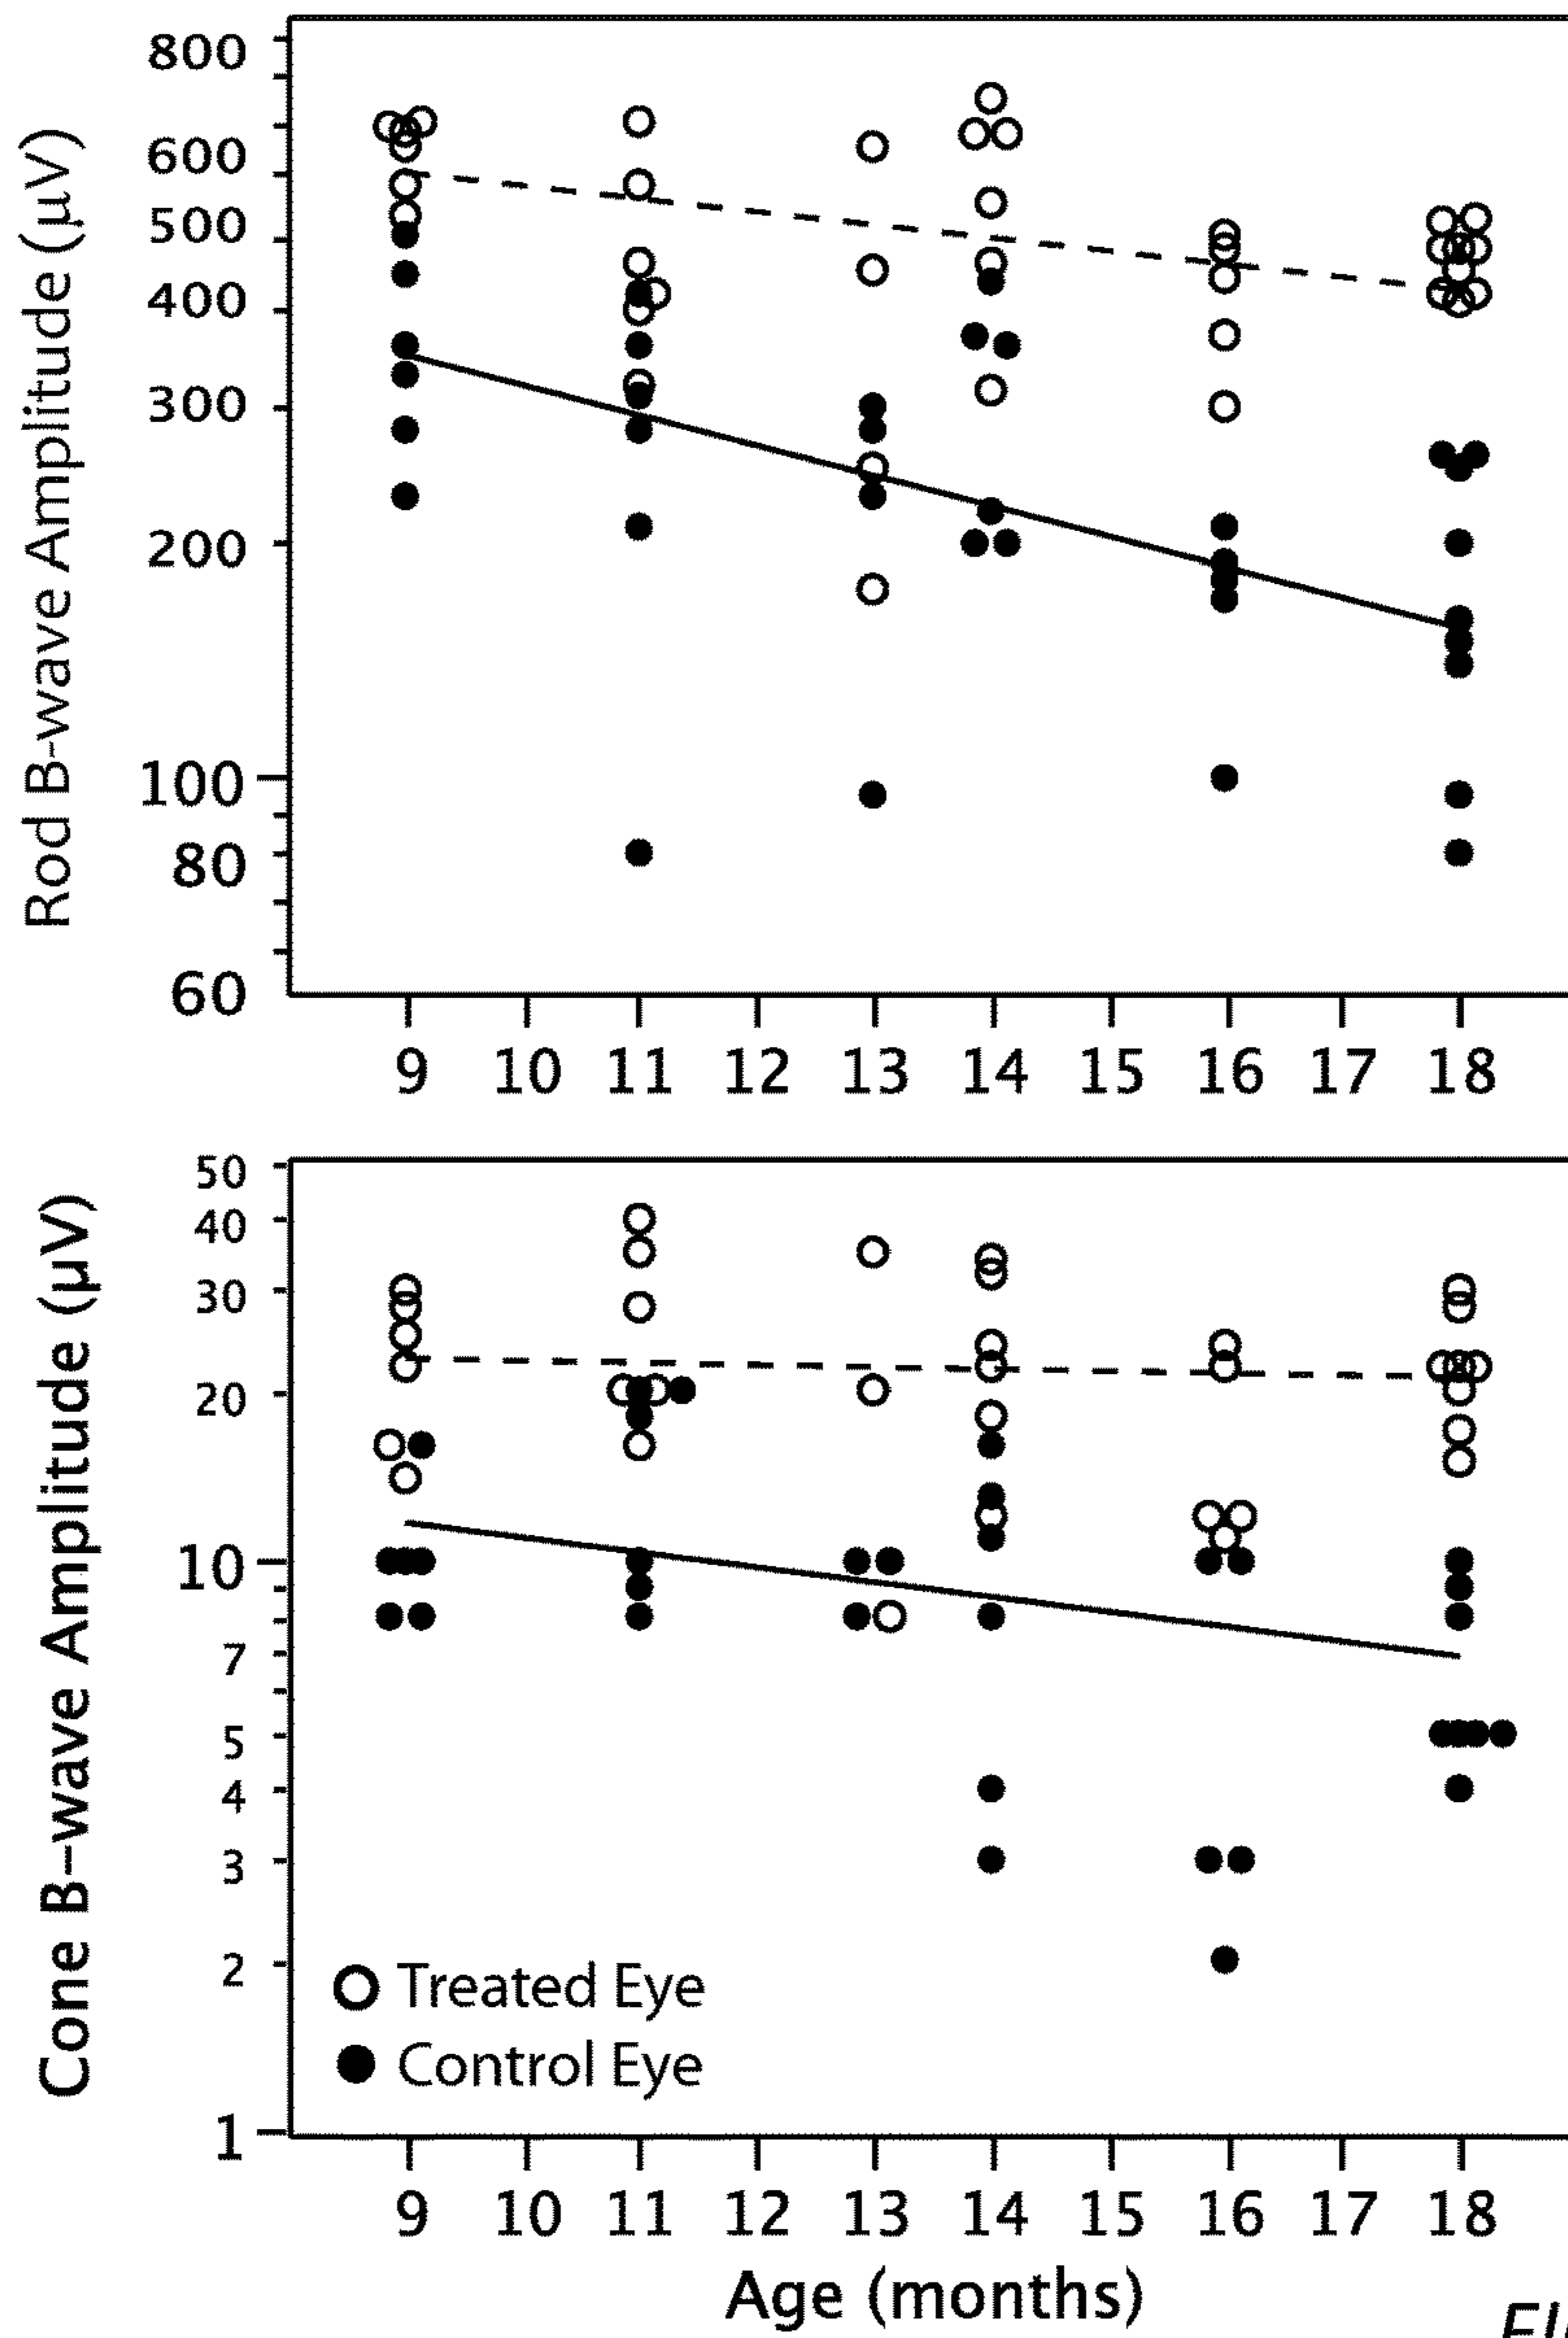 Rod B-wave Amplitude (µV)
800
600
500
400
300
200
100
80
60
9 10 11 12 13 14 15 16 17 18
Cone B-wave Amplitude (µV)
50
40
30
20
10
7
5
4
3
2
1
Treated Eye
Control Eye
9 10 11 12 13 14 15 16 17 18
Age (months)